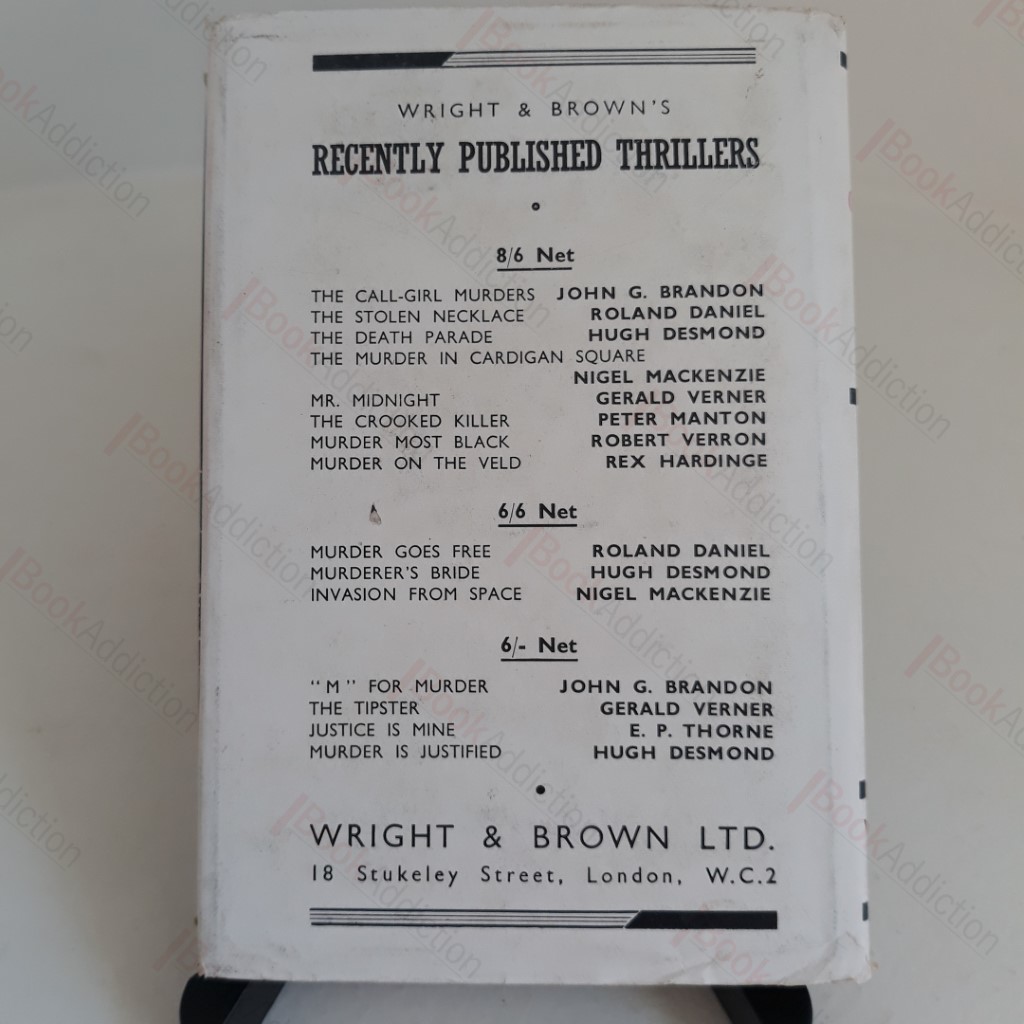 WRIGHT & BROWN'S
RECENTLY PUBLISHED THRILLERS
8/6 Net
THE CALL-GIRL MURDERS JOHN G. BRANDON
THE STOLEN NECKLACE ROLAND DANIEL
THE DEATH PARADE HUGH DESMOND
THE MURDER IN CARDIGAN SQUARE
NIGEL MACKENZIE
MR. MIDNIGHT GERALD VERNER
THE CROOKED KILLER PETER MANTON
MURDER MOST BLACK ROBERT VERRON
MURDER ON THE VELD REX HARDINGE
6/6 Net
MURDER GOES FREE ROLAND DANIEL
MURDERER'S BRIDE HUGH DESMOND
INVASION FROM SPACE NIGEL MACKENZIE
6/- Net
"M" FOR MURDER JOHN G. BRANDON
THE TIPSTER GERALD VERNER
JUSTICE IS MINE E. P. THORNE
MURDER IS JUSTIFIED HUGH DESMOND
WRIGHT & BROWN LTD.
18 Stukeley Street, London, W.C.2
BookAddiction